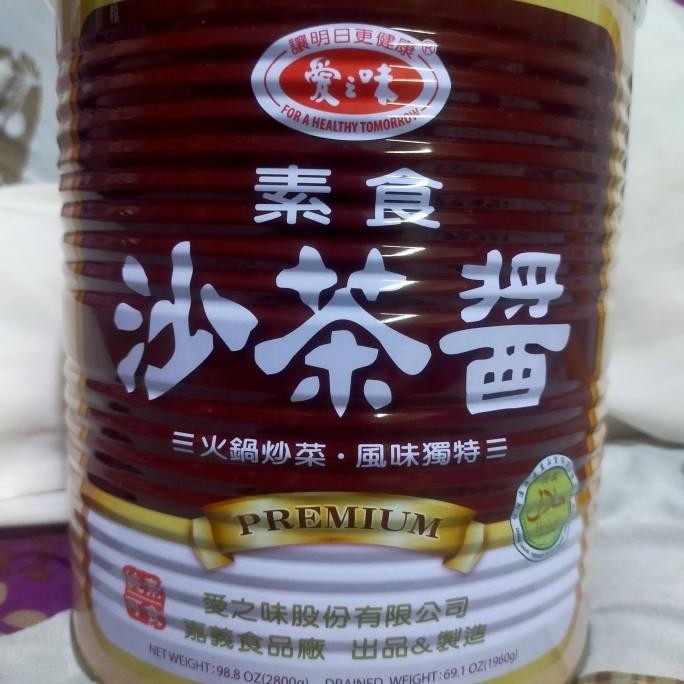 讓明日更健康®
愛之味
FOR A HEALTHY TOMORROW
素食
沙茶醬
火鍋炒菜·風味獨特
PREMIUM
حلال
愛之味股份有限公司
嘉義食品廠 出品&製造
NET WEIGHT:98.8 OZ(2800g) DRAINED WEIGHT:69.1 OZ(1960g)